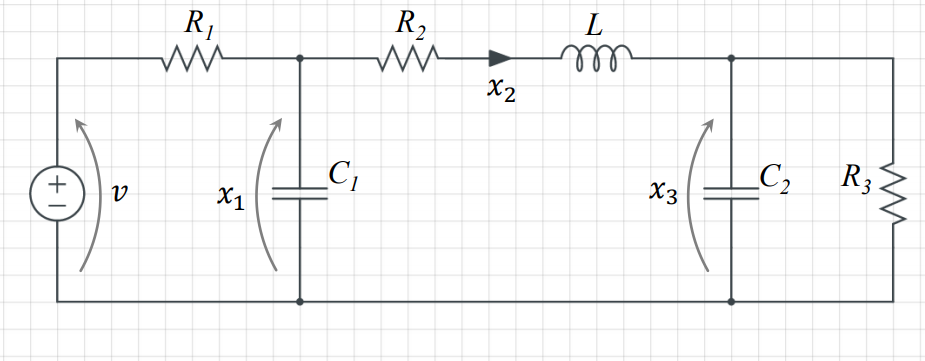 R₁
R₂
L
x₂
v
x₁
C₁
x₃
C₂
R₃